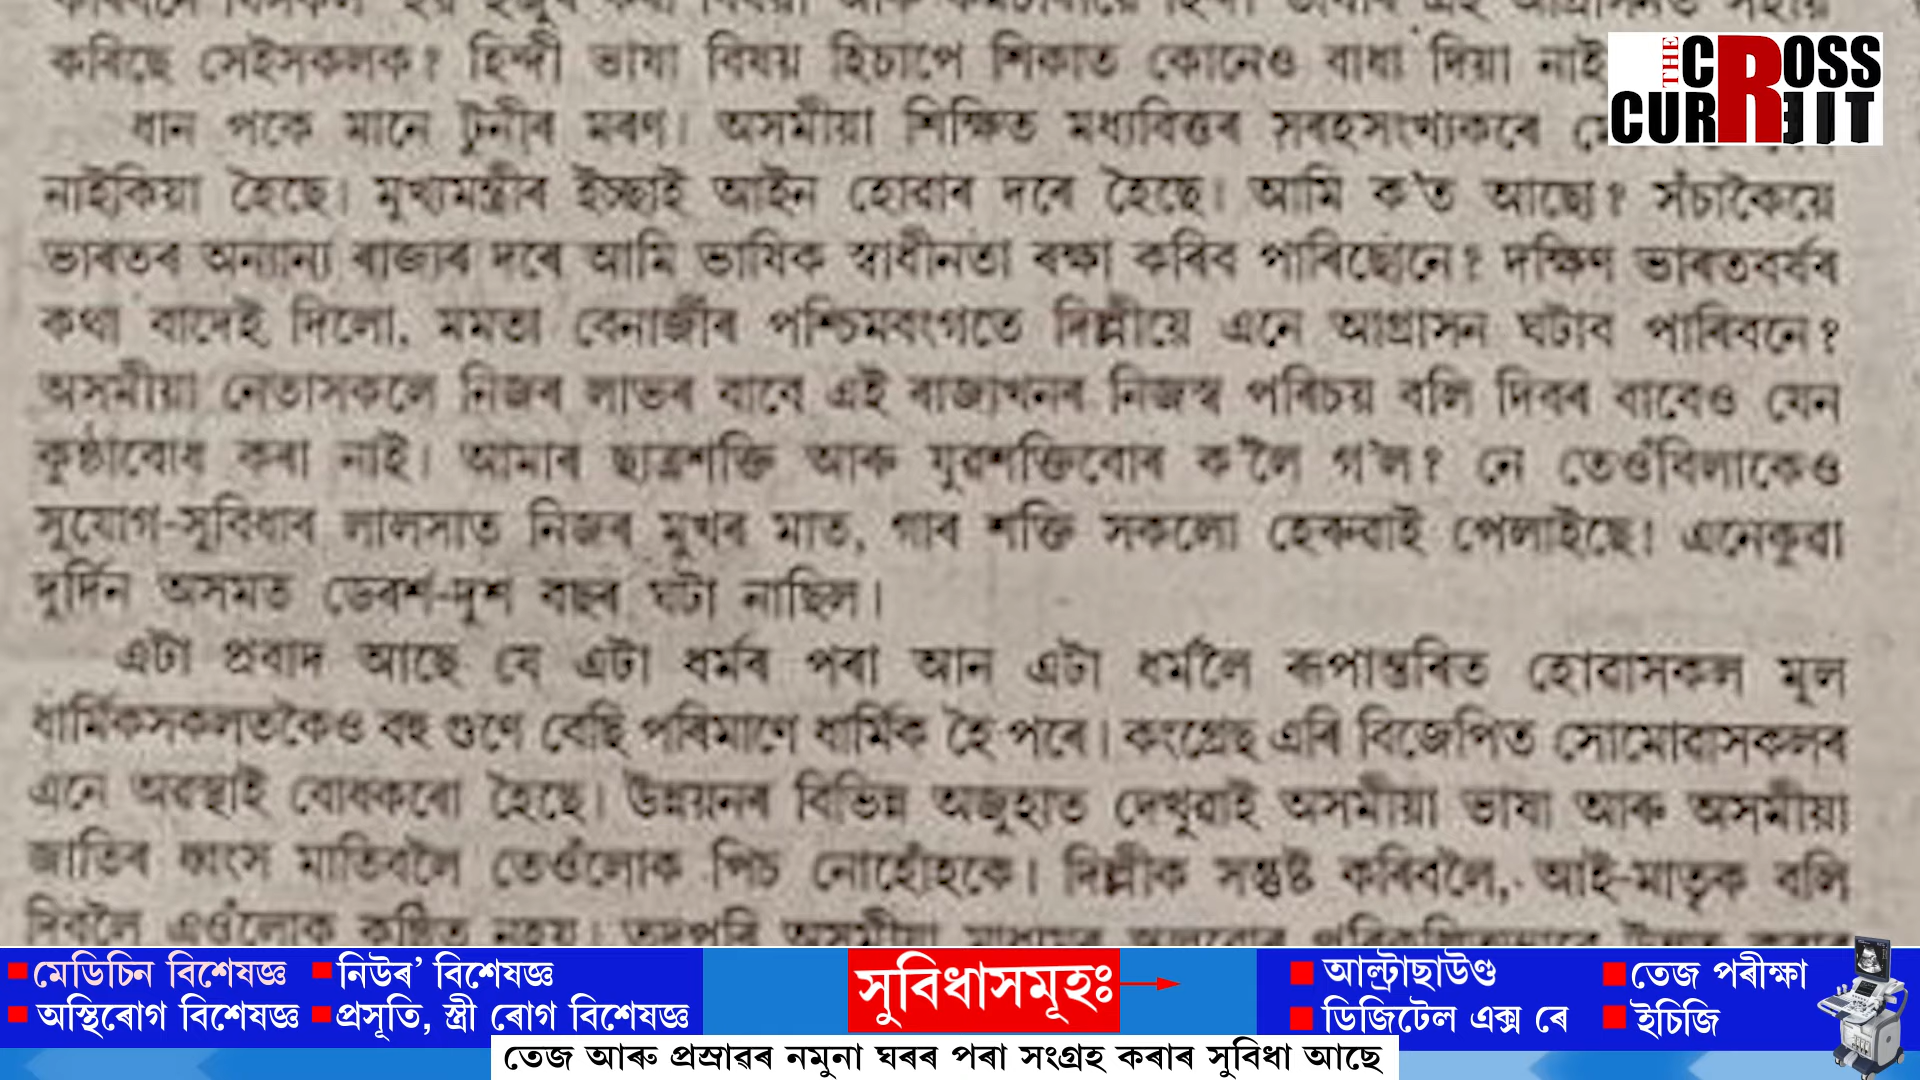 কৰিছে সেইসকলক? হিন্দী ভাষা বিষয় হিচাপে শিকাত কোনেও বাধা দিয়া নাই
ধান পকে মানে টুনীৰ মৰণ। অসমীয়া শিক্ষিত মধ্যবিত্তৰ সৰহসংখ্যকৰে
নাইকিয়া হৈছে। মুখ্যমন্ত্ৰীৰ ইচ্ছাই আইন হোৱাৰ দৰে হৈছে। আমি ক'ত আছো? সঁচাকৈয়ে
ভাৰতৰ অন্যান্য ৰাজ্যৰ দৰে আমি ভাষিক স্বাধীনতা ৰক্ষা কৰিব পাৰিছোনে? দক্ষিণ ভাৰতবৰ্ষৰ
কথা বাদেই দিলো, মমতা বেনাৰ্জীৰ পশ্চিমবংগতে দিল্লীয়ে এনে আগ্ৰাসন ঘটাব পাৰিবনে?
অসমীয়া নেতাসকলে নিজৰ লাভৰ বাবে এই ৰাজ্যখনৰ নিজস্ব পৰিচয় বলি দিবৰ বাবেও যেন
কুণ্ঠাবোধ কৰা নাই। আমাৰ ছাত্ৰশক্তি আৰু যুৱশক্তিবোৰ ক'লৈ গ'ল? নে তেওঁবিলাকেও
সুযোগ-সুবিধাৰ লালসাত নিজৰ মুখৰ মাত, গাৰ শক্তি সকলো হেৰুৱাই পেলাইছে! এনেকুৱা
দুৰ্দিন অসমত ডেৰশ-দুশ বছৰ ঘটা নাছিল।
এটা প্ৰবাদ আছে যে এটা ধৰ্মৰ পৰা আন এটা ধৰ্মলৈ ৰূপান্তৰিত হোৱাসকল মূল
ধাৰ্মিকসকলতকৈও বহু গুণে বেছি পৰিমাণে ধাৰ্মিক হৈ পৰে। কংগ্ৰেছ এৰি বিজেপিত সোমোৱাসকলৰ
এনে অৱস্থাই বোধকৰো হৈছে। উন্নয়নৰ বিভিন্ন অজুহাত দেখুৱাই অসমীয়া ভাষা আৰু অসমীয়া
জাতিৰ ধ্বংস মাতিবলৈ তেওঁলোক পিচ নোহোঁহকে। দিল্লীক সন্তুষ্ট কৰিবলৈ, আই-মাতৃক বলি
দিবলৈ এওঁলোক কুণ্ঠিত নহয়।
THE CROSS
CURRENT
মেডিচিন বিশেষজ্ঞ নিউৰ' বিশেষজ্ঞ
অস্থিৰোগ বিশেষজ্ঞ প্ৰসূতি, স্ত্ৰী ৰোগ বিশেষজ্ঞ
সুবিধাসমূহঃ
আল্ট্ৰাছাউণ্ড তেজ পৰীক্ষা
ডিজিটেল এক্স ৰে ইচিজি
তেজ আৰু প্ৰস্ৰাৱৰ নমুনা ঘৰৰ পৰা সংগ্ৰহ কৰাৰ সুবিধা আছে